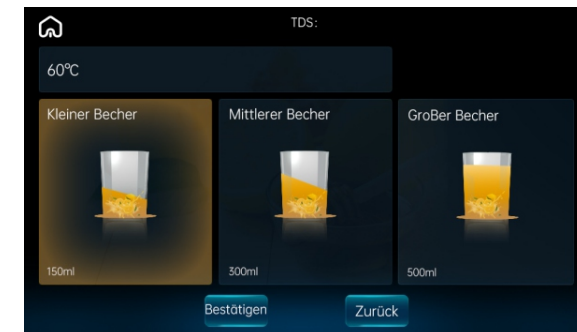 TDS:
60℃
Kleiner Becher
Mittlerer Becher
GroBer Becher
150ml
300ml
500ml
Bestätigen
Zurück